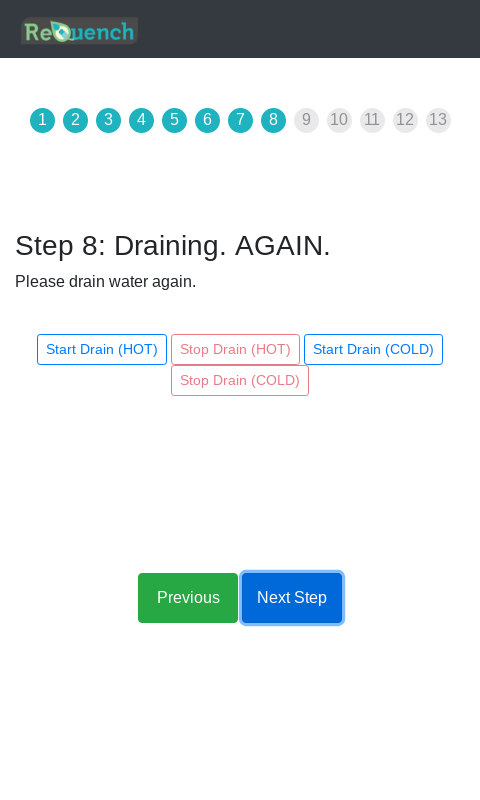 ReQuench
1 2 3 4 5 6 7 8 9 10 11 12 13
Step 8: Draining. AGAIN.
Please drain water again.
Start Drain (HOT) Stop Drain (HOT) Start Drain (COLD)
Stop Drain (COLD)
Previous Next Step